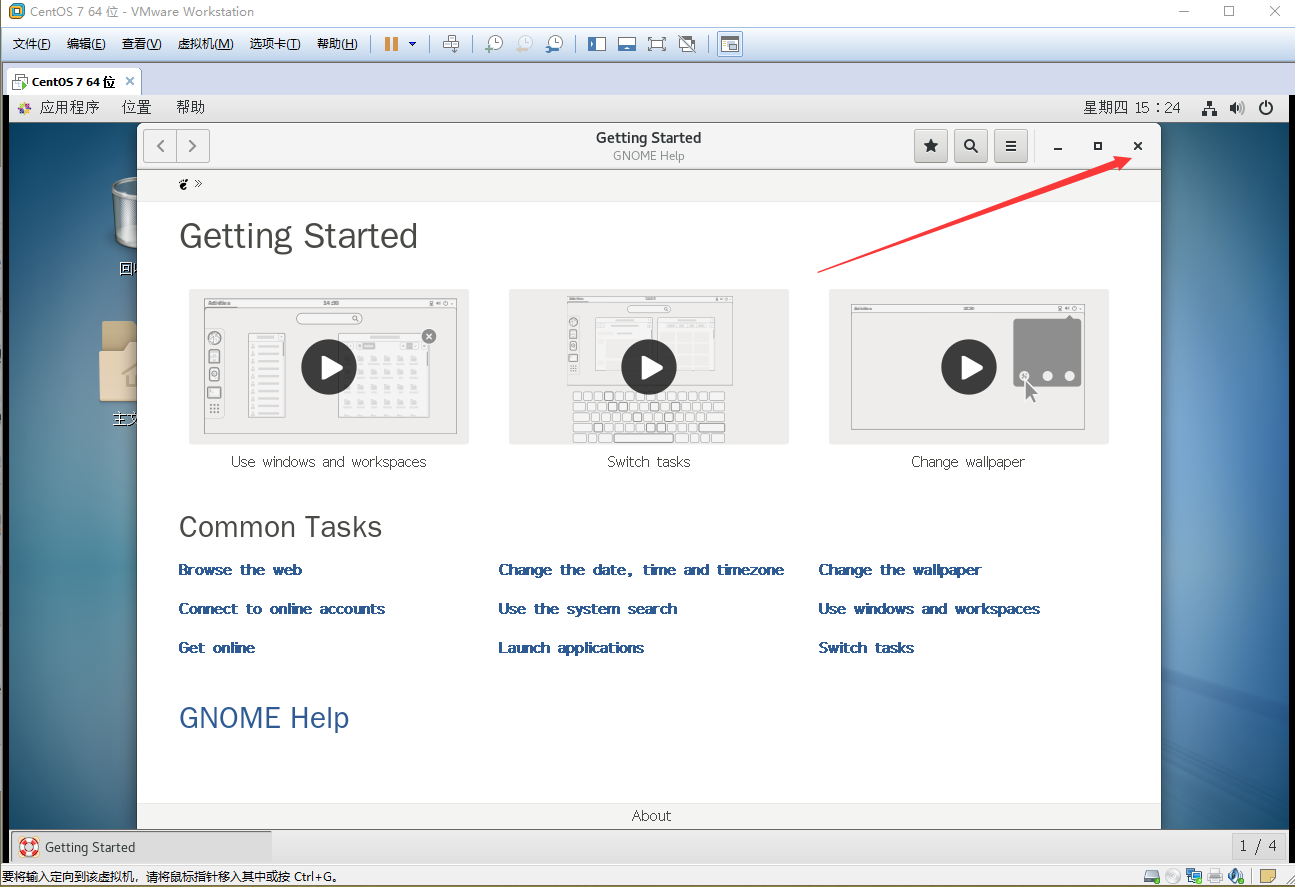 CentOS 7 64 位 - VMware Workstation
文件(F) 编辑(E) 查看(V) 虚拟机(M) 选项卡(T) 帮助(H)
CentOS 7 64 位
应用程序 位置 帮助 星期四 15：24
Getting Started
GNOME Help
Getting Started
Use windows and workspaces Switch tasks Change wallpaper
Common Tasks
Browse the web Change the date, time and timezone Change the wallpaper
Connect to online accounts Use the system search Use windows and workspaces
Get online Launch applications Switch tasks
GNOME Help
About
Getting Started 1 / 4
要将输入定向到该虚拟机，请将鼠标指针移入其中或按 Ctrl+G。